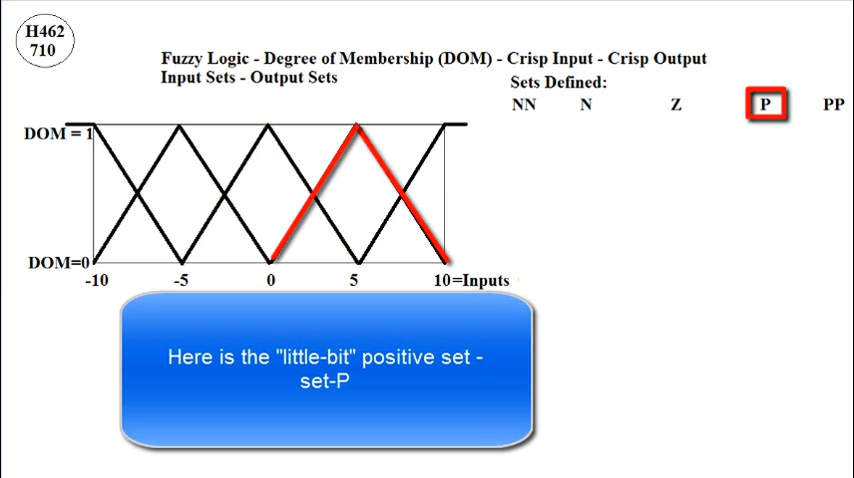 H462
710
Fuzzy Logic - Degree of Membership (DOM) - Crisp Input - Crisp Output
Input Sets - Output Sets
Sets Defined:
NN N Z P PP
DOM = 1
DOM=0
-10 -5 0 5 10=Inputs
Here is the "little-bit" positive set -
set-P